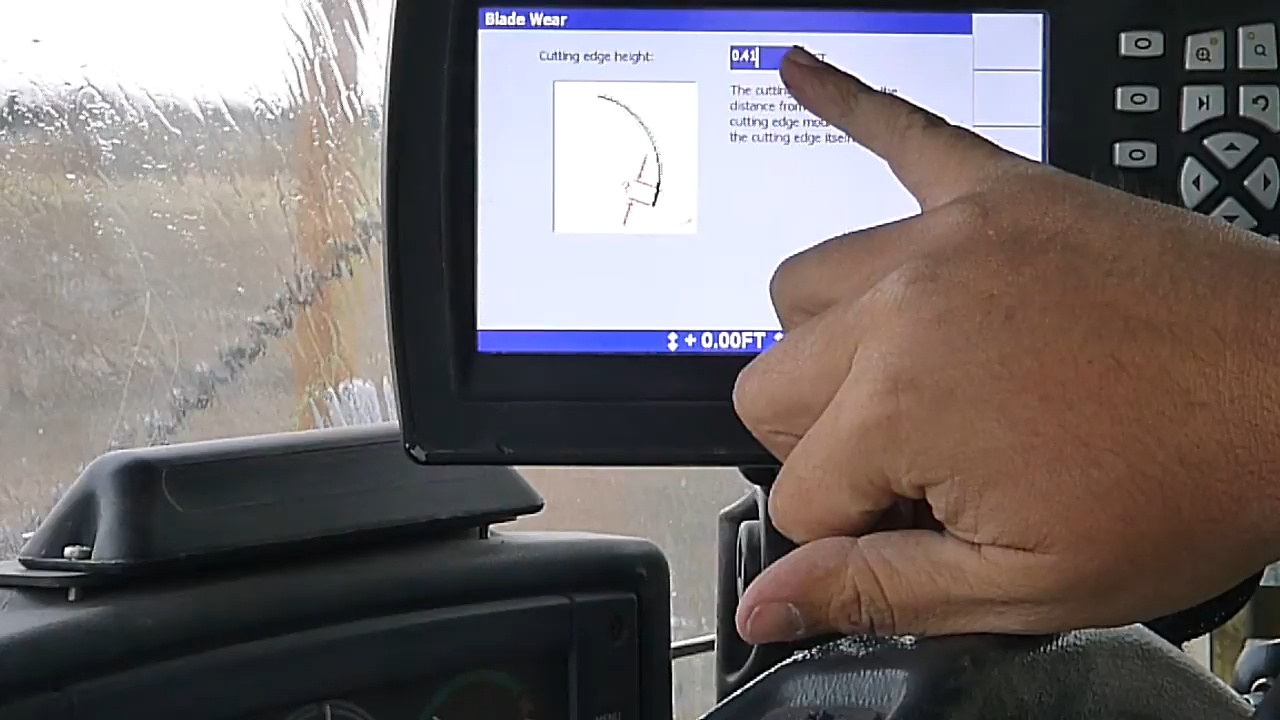 Blade Wear
Cutting edge height:
0.41
The cutting the
distance from
cutting edge
the cutting edge itself
+ 0.00FT